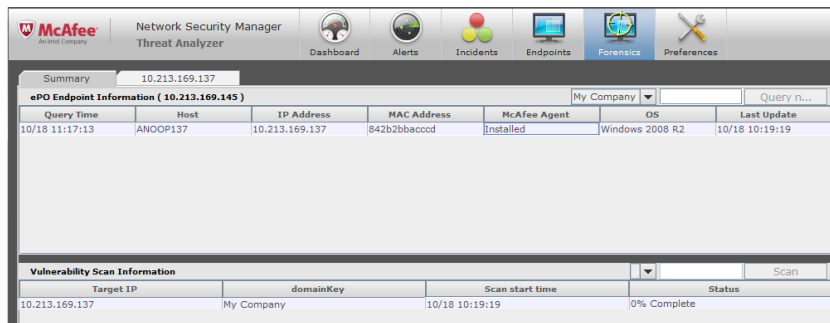 McAfee
An Intel Company
Network Security Manager
Threat Analyzer
Dashboard
Alerts
Incidents
Endpoints
Forensics
Preferences
Summary
10.213.169.137
ePO Endpoint Information ( 10.213.169.145 )
My Company
Query n...
Query Time Host IP Address MAC Address McAfee Agent OS Last Update
10/18 11:17:13 ANOOP137 10.213.169.137 842b2bbacccd Installed Windows 2008 R2 10/18 10:19:19
Vulnerability Scan Information
Scan
Target IP domainKey Scan start time Status
10.213.169.137 My Company 10/18 10:19:19 0% Complete